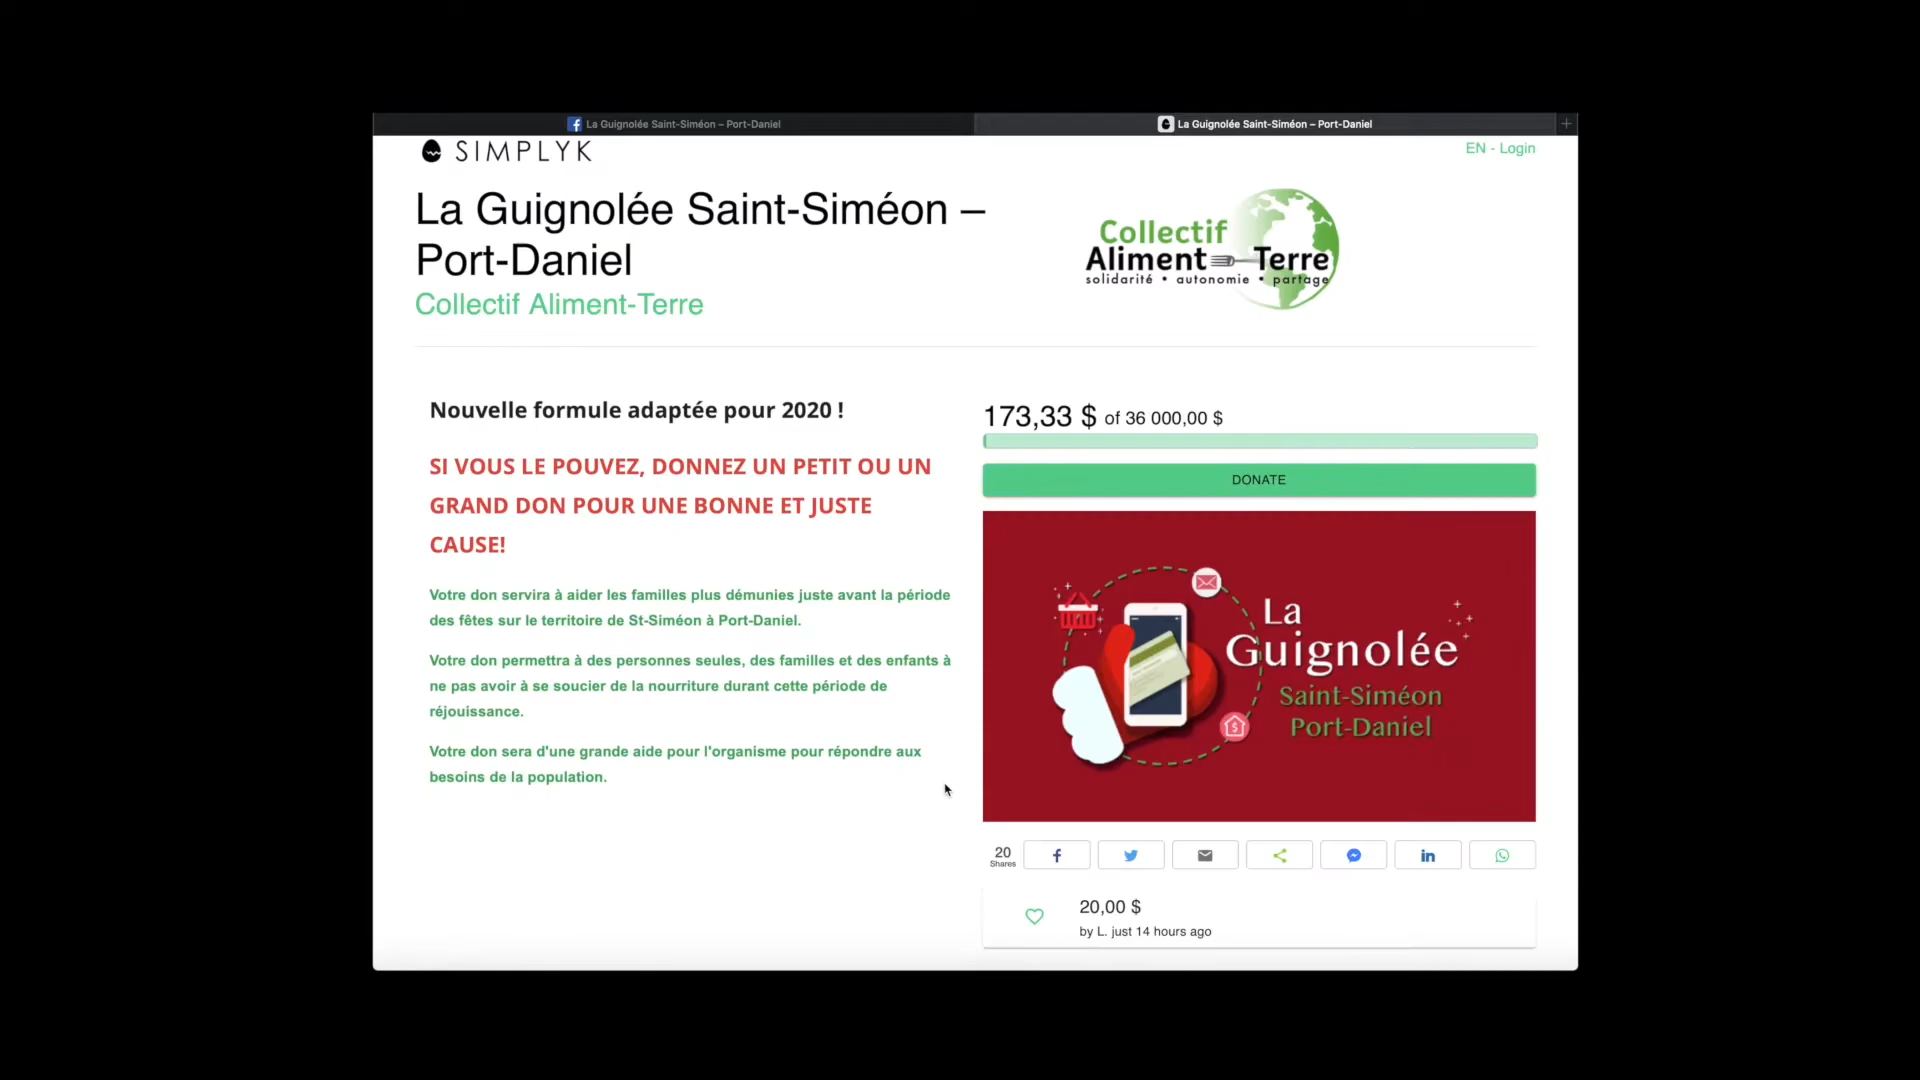 La Guignolée Saint-Siméon – Port-Daniel
La Guignolée Saint-Siméon – Port-Daniel
SIMPLYK
EN - Login
La Guignolée Saint-Siméon –
Port-Daniel
Collectif Aliment-Terre
Collectif
Aliment Terre
solidarité • autonomie • partage
Nouvelle formule adaptée pour 2020 !
SI VOUS LE POUVEZ, DONNEZ UN PETIT OU UN
GRAND DON POUR UNE BONNE ET JUSTE
CAUSE!
Votre don servira à aider les familles plus démunies juste avant la période
des fêtes sur le territoire de St-Siméon à Port-Daniel.
Votre don permettra à des personnes seules, des familles et des enfants à
ne pas avoir à se soucier de la nourriture durant cette période de
réjouissance.
Votre don sera d'une grande aide pour l'organisme pour répondre aux
besoins de la population.
173,33 $ of 36 000,00 $
DONATE
La
Guignolée
Saint-Siméon
Port-Daniel
20
Shares
20,00 $
by L. just 14 hours ago